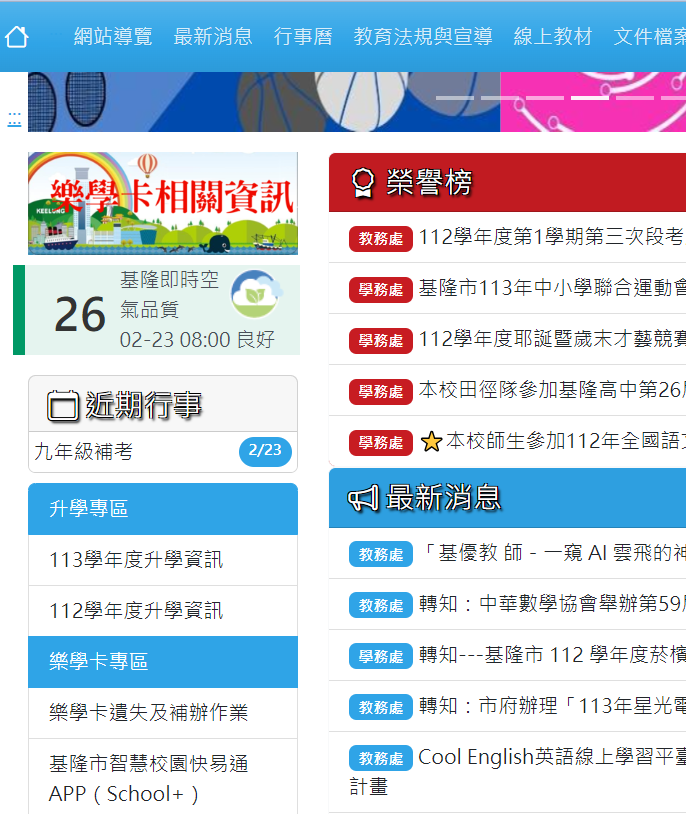 網站導覽 最新消息 行事曆 教育法規與宣導 線上教材 文件檔案
:::
樂學卡相關資訊
KEELUNG
26
基隆即時空
氣品質
02-23 08:00 良好
近期行事
九年級補考 2/23
升學專區
113學年度升學資訊
112學年度升學資訊
樂學卡專區
樂學卡遺失及補辦作業
基隆市智慧校園快易通
APP（School+）
榮譽榜
教務處 112學年度第1學期第三次段考
學務處 基隆市113年中小學聯合運動會
學務處 112學年度耶誕暨歲末才藝競賽
學務處 本校田徑隊參加基隆高中第26
學務處 本校師生參加112年全國語文
最新消息
教務處 「基優教 師 - 一窺 AI 雲飛的神
教務處 轉知：中華數學協會舉辦第59
學務處 轉知---基隆市 112 學年度菸檳
教務處 轉知：市府辦理「113年星光電
教務處 Cool English英語線上學習平臺
計畫